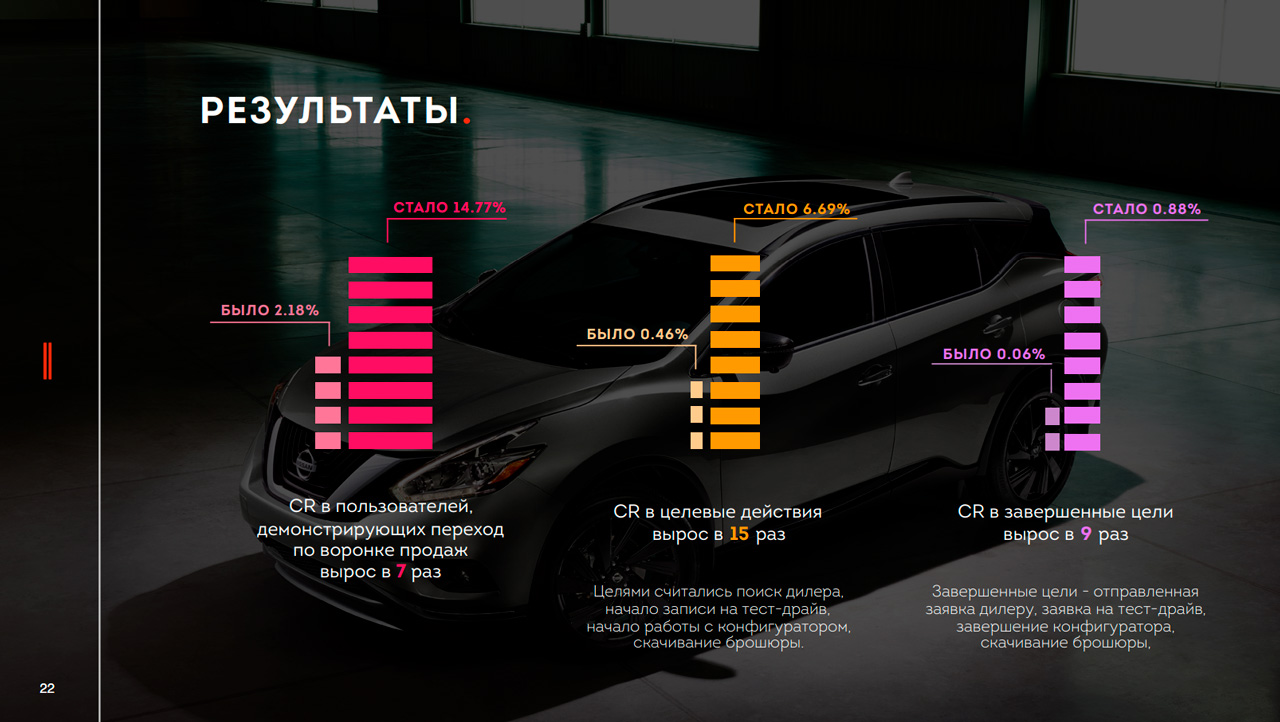 РЕЗУЛЬТАТЫ.
СТАЛО 14.77%
БЫЛО 2.18%
CR в пользователей,
демонстрирующих переход
по воронке продаж
вырос в 7 раз
СТАЛО 6.69%
БЫЛО 0.46%
CR в целевые действия
вырос в 15 раз
Целями считались поиск дилера,
начало записи на тест-драйв,
начало работы с конфигуратором,
скачивание брошюры.
СТАЛО 0.88%
БЫЛО 0.06%
CR в завершенные цели
вырос в 9 раз
Завершенные цели - отправленная
заявка дилеру, заявка на тест-драйв,
завершение конфигуратора,
скачивание брошюры,
NISSAN
22